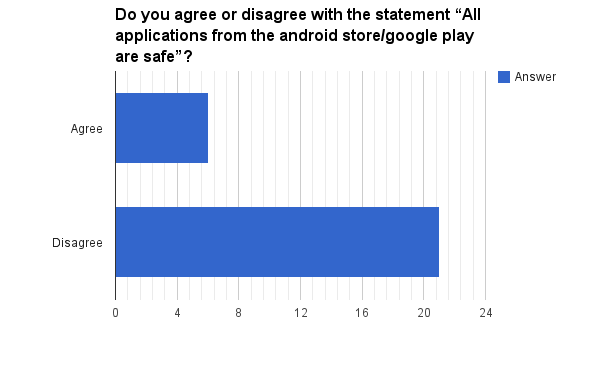 Do you agree or disagree with the statement “All
applications from the android store/google play
are safe”?
Answer
Agree
Disagree
0 4 8 12 16 20 24